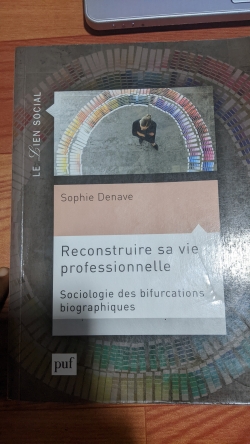 LE LIEN SOCIAL
Sophie Denave
Reconstruire sa vie
professionnelle
Sociologie des bifurcations
biographiques
puf